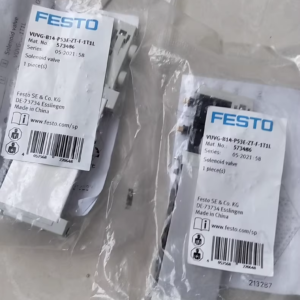 FESTO
VUVG-B14-P53E-ZT-F-1T1L
Mat. No. 573486
Series 05-2021 58
Solenoid valve
1 piece(s)
Festo SE & Co. KG
DE-73734 Esslingen
Made in China
www.festo.com/sp
FESTO
VUVG-B14-P53E-ZT-F-1T1L
Mat. No. 573486
Series 05-2021 58
Solenoid valve
1 piece(s)
Festo SE & Co. KG
DE-73734 Esslingen
Made in China
www.festo.com/sp
213787